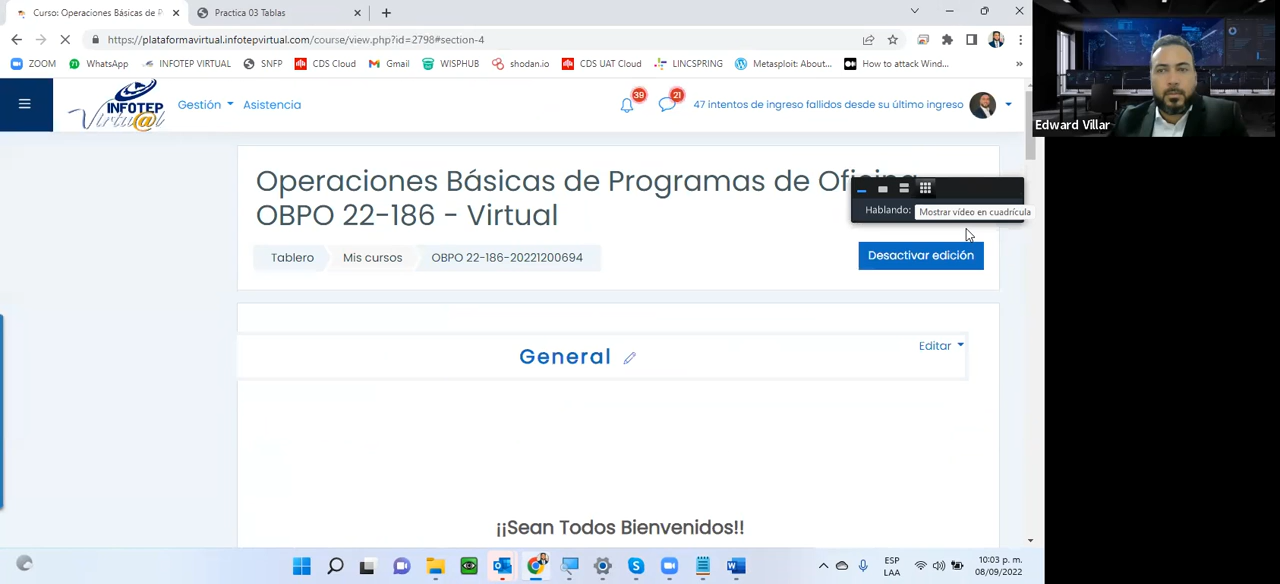 Curso: Operaciones Básicas de P
Practica 03 Tablas
https://plataformavirtual.infotepvirtual.com/course/view.php?id=2798#section-4
ZOOM
WhatsApp
INFOTEP VIRTUAL
SNFP
CDS Cloud
Gmail
WISPHUB
shodan.io
CDS UAT Cloud
LINCSPRING
Metasploit: About...
How to attack Wind...
»
Edward Villar
INFOTEP
Virtu@l
Gestión
Asistencia
39
21
47 intentos de ingreso fallidos desde su último ingreso
Operaciones Básicas de Programas de Oficina
OBPO 22-186 - Virtual
Hablando:
Mostrar vídeo en cuadrícula
Tablero
Mis cursos
OBPO 22-186-20221200694
Desactivar edición
General
Editar
¡¡Sean Todos Bienvenidos!!
ESP
LAA
10:03 p. m.
08/09/2022